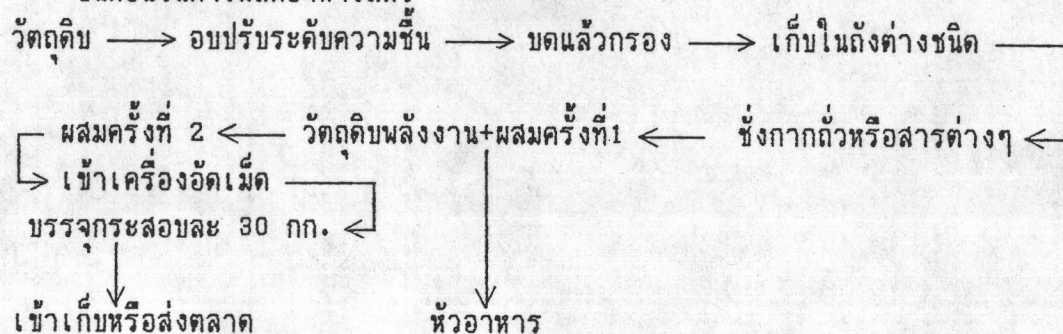 วัตถุดิบ → อบปรับระดับความชื้น → บดแล้วกรอง → เก็บในถังต่างชนิด
ผสมครั้งที่ 2 ← วัตถุดิบพลังงาน+ผสมครั้งที่1 ← ชั่งกากถั่วหรือสารต่างๆ
เข้าเครื่องอัดเม็ด
บรรจุกระสอบละ 30 กก.
เข้าเก็บหรือส่งตลาด หัวอาหาร